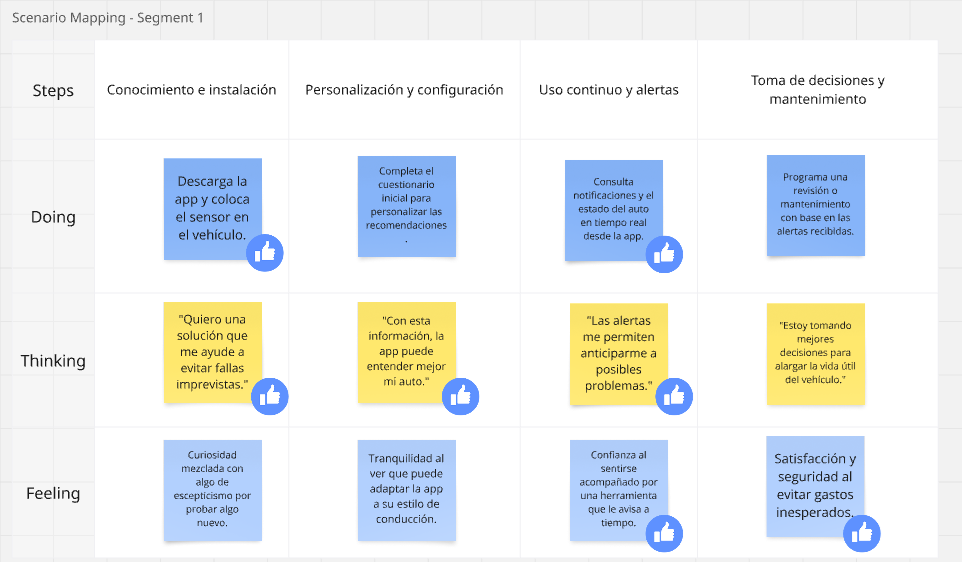 Scenario Mapping - Segment 1
Steps
Conocimiento e instalación
Personalización y configuración
Uso continuo y alertas
Toma de decisiones y
mantenimiento
Doing
Descarga la
app y coloca
el sensor en
el vehículo.
Completa el
cuestionario
inicial para
personalizar las
recomendaciones
.
Consulta
notificaciones y el
estado del auto
en tiempo real
desde la app.
Programa una
revisión o
mantenimiento
con base en las
alertas recibidas.
Thinking
"Quiero una
solución que
me ayude a
evitar fallas
imprevistas."
"Con esta
información, la
app puede
entender mejor
mi auto."
"Las alertas
me permiten
anticiparme a
posibles
problemas."
"Estoy tomando
mejores
decisiones para
alargar la vida útil
del vehículo."
Feeling
Curiosidad
mezclada con
algo de
escepticismo por
probar algo
nuevo.
Tranquilidad al
ver que puede
adaptar la app
a su estilo de
conducción.
Confianza al
sentirse
acompañado por
una herramienta
que le avisa a
tiempo.
Satisfacción y
seguridad al
evitar gastos
inesperados.